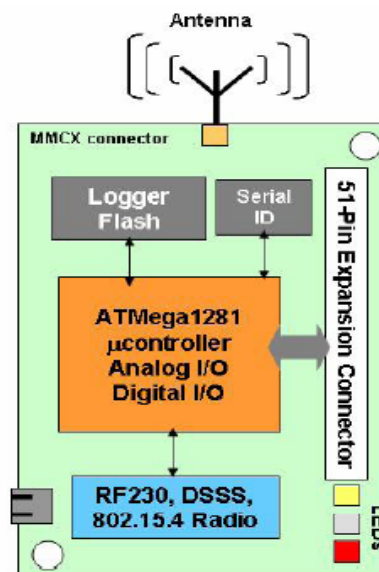 Antenna
MMCX connector
Logger
Flash
Serial
ID
51-Pin Expansion Connector
ATMega1281
μcontroller
Analog I/O
Digital I/O
RF230, DSSS,
802.15.4 Radio
LEDs